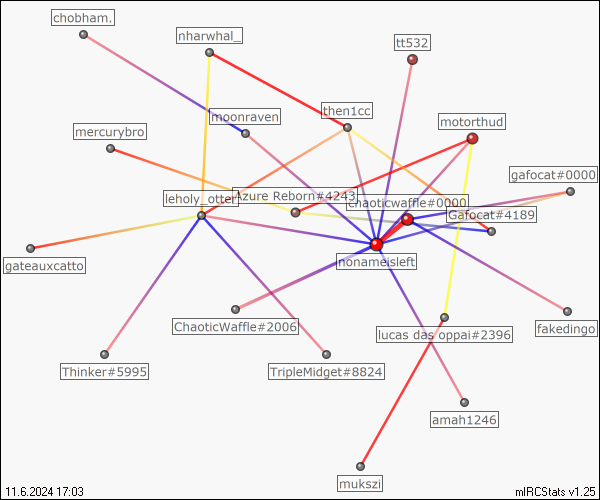 chobham.
nharwhal_
tt532
moonraven
then1cc
motorthud
mercurybro
gafocat#0000
leholy_otter
Azure Reborn#4243
chaoticwaffle#0000
Gafocat#4189
gateauxcatto
nonameisleft
ChaoticWaffle#2006
lucas das oppai#2396
fakedingo
Thinker#5995
TripleMidget#8824
amah1246
mukszi
11.6.2024 17:03
mIRCStats v1.25